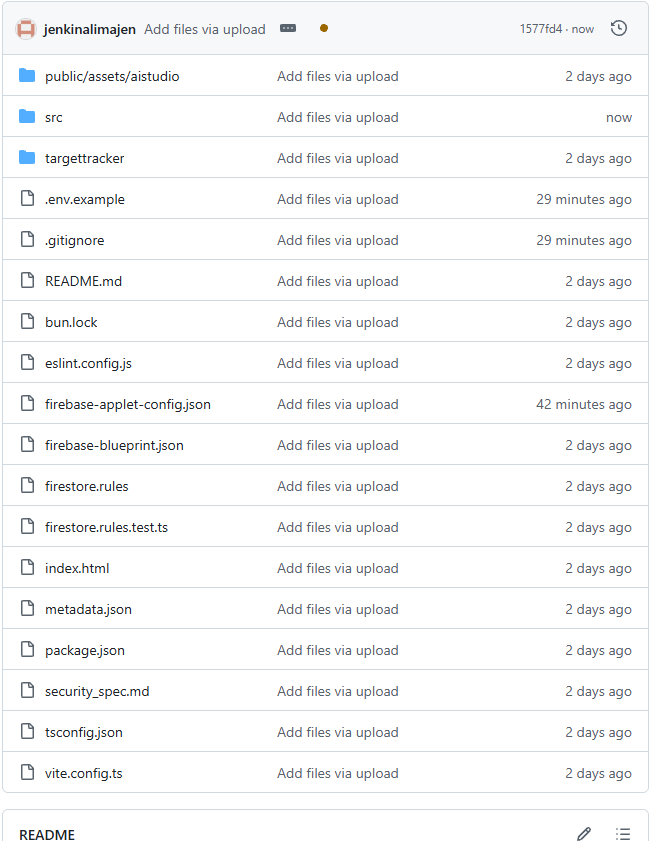 jenkinalimajen Add files via upload 1577fd4 · now
public/assets/aistudio Add files via upload 2 days ago
src Add files via upload now
targettracker Add files via upload 2 days ago
.env.example Add files via upload 29 minutes ago
.gitignore Add files via upload 29 minutes ago
README.md Add files via upload 2 days ago
bun.lock Add files via upload 2 days ago
eslint.config.js Add files via upload 2 days ago
firebase-applet-config.json Add files via upload 42 minutes ago
firebase-blueprint.json Add files via upload 2 days ago
firestore.rules Add files via upload 2 days ago
firestore.rules.test.ts Add files via upload 2 days ago
index.html Add files via upload 2 days ago
metadata.json Add files via upload 2 days ago
package.json Add files via upload 2 days ago
security_spec.md Add files via upload 2 days ago
tsconfig.json Add files via upload 2 days ago
vite.config.ts Add files via upload 2 days ago
README